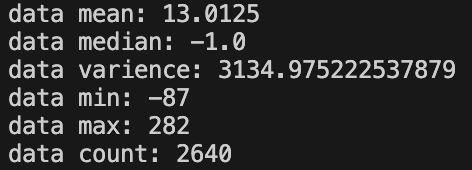 data mean: 13.0125
data median: -1.0
data varience: 3134.975222537879
data min: -87
data max: 282
data count: 2640